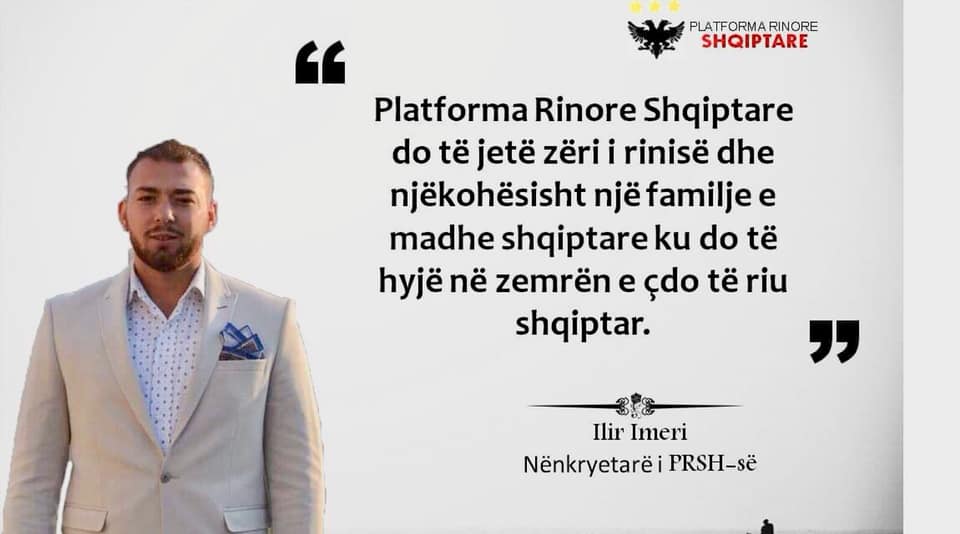 PLATFORMA RINORE
SHQIPTARE
Platforma Rinore Shqiptare
do të jetë zëri i rinisë dhe
njëkohësisht një familje e
madhe shqiptare ku do të
hyjë në zemrën e çdo të riu
shqiptar.
Ilir Imeri
Nënkryetarë i PRSH-së